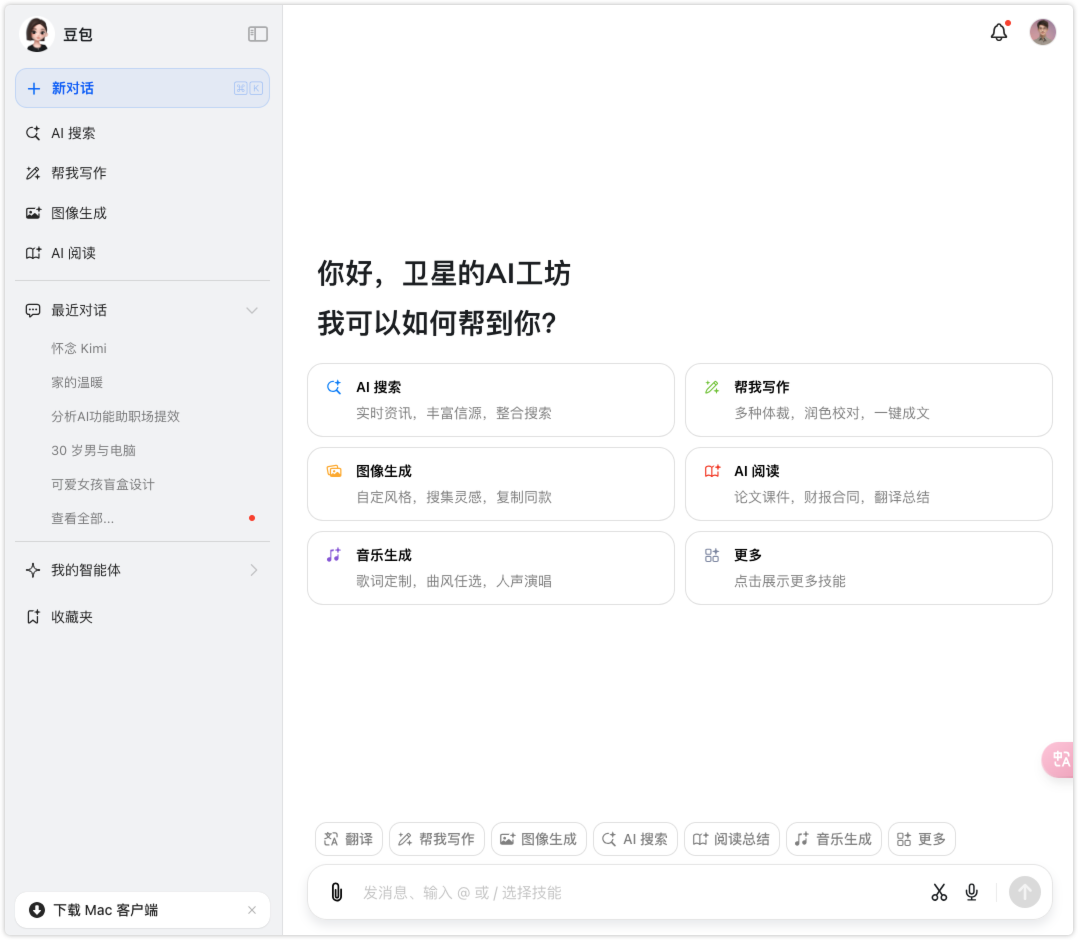 豆包
新对话
⌘ K
AI 搜索
帮我写作
图像生成
AI 阅读
最近对话
怀念 Kimi
家的温暖
分析AI功能助职场提效
30 岁男与电脑
可爱女孩盲盒设计
查看全部...
我的智能体
收藏夹
下载 Mac 客户端
你好，卫星的AI工坊
我可以如何帮到你？
AI 搜索
实时资讯，丰富信源，整合搜索
帮我写作
多种体裁，润色校对，一键成文
图像生成
自定风格，搜集灵感，复制同款
AI 阅读
论文课件，财报合同，翻译总结
音乐生成
歌词定制，曲风任选，人声演唱
更多
点击展示更多技能
中A
翻译 帮我写作 图像生成 AI 搜索 阅读总结 音乐生成 更多
发消息、输入 @ 或 / 选择技能